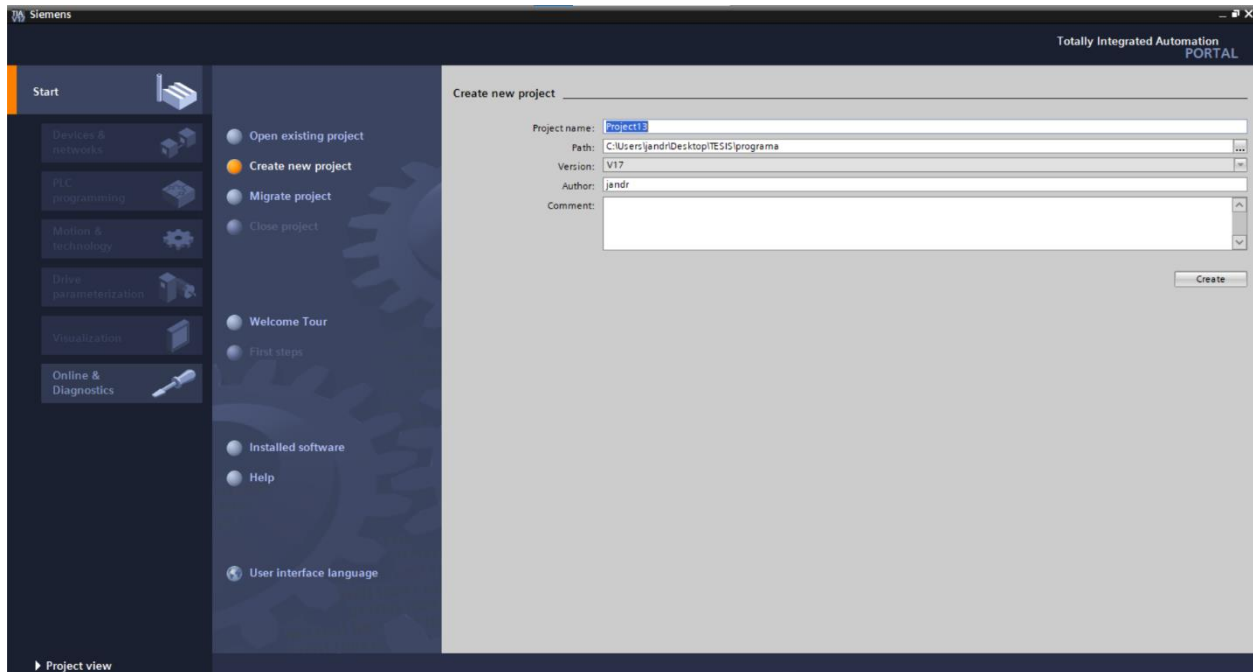 Siemens
Totally Integrated Automation
PORTAL
Start
Devices &
networks
PLC
programming
Motion &
technology
Drive
parameterization
Visualization
Online &
Diagnostics
Open existing project
Create new project
Migrate project
Close project
Welcome Tour
First steps
Installed software
Help
User interface language
Create new project
Project name: Project13
Path: C:\Users\jandr\Desktop\TESIS\programa ...
Version: V17
Author: jandr
Comment:
Create
Project view